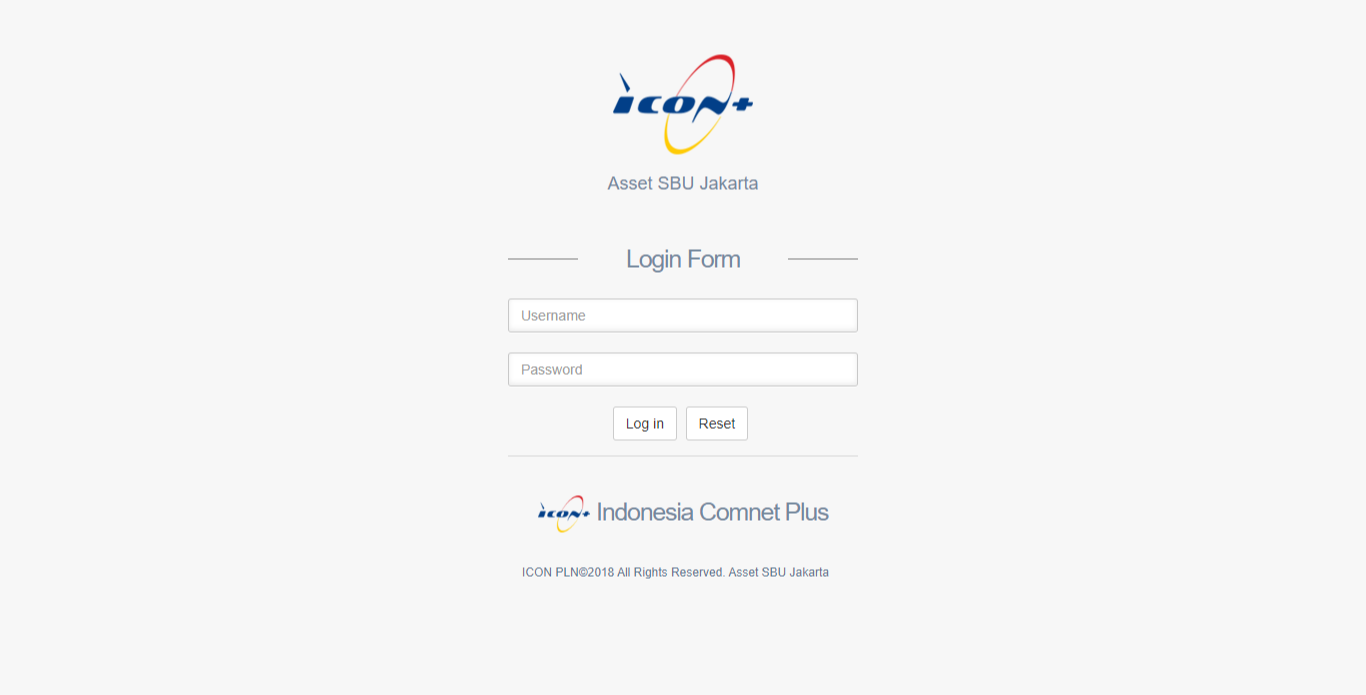 icon+
Asset SBU Jakarta
Login Form
Username
Password
Log in Reset
icon+ Indonesia Comnet Plus
ICON PLN©2018 All Rights Reserved. Asset SBU Jakarta